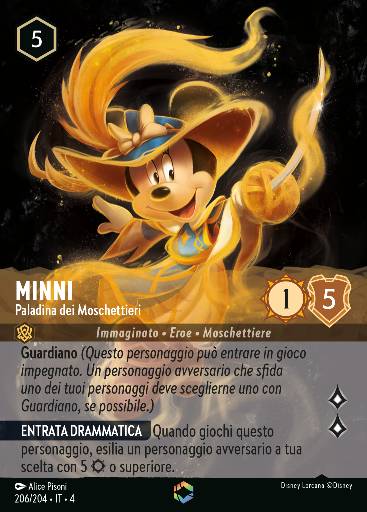 5
MINNI
Paladina dei Moschettieri
1
5
Immaginato • Eroe • Moschettiere
Guardiano (Questo personaggio può entrare in gioco
impegnato. Un personaggio avversario che sfida
uno dei tuoi personaggi deve sceglierne uno con
Guardiano, se possibile.)
ENTRATA DRAMMATICA Quando giochi questo
personaggio, esilia un personaggio avversario a tua
scelta con 5 o superiore.
Alice Pisoni
206/204 • IT • 4
Disney Lorcana ©Disney